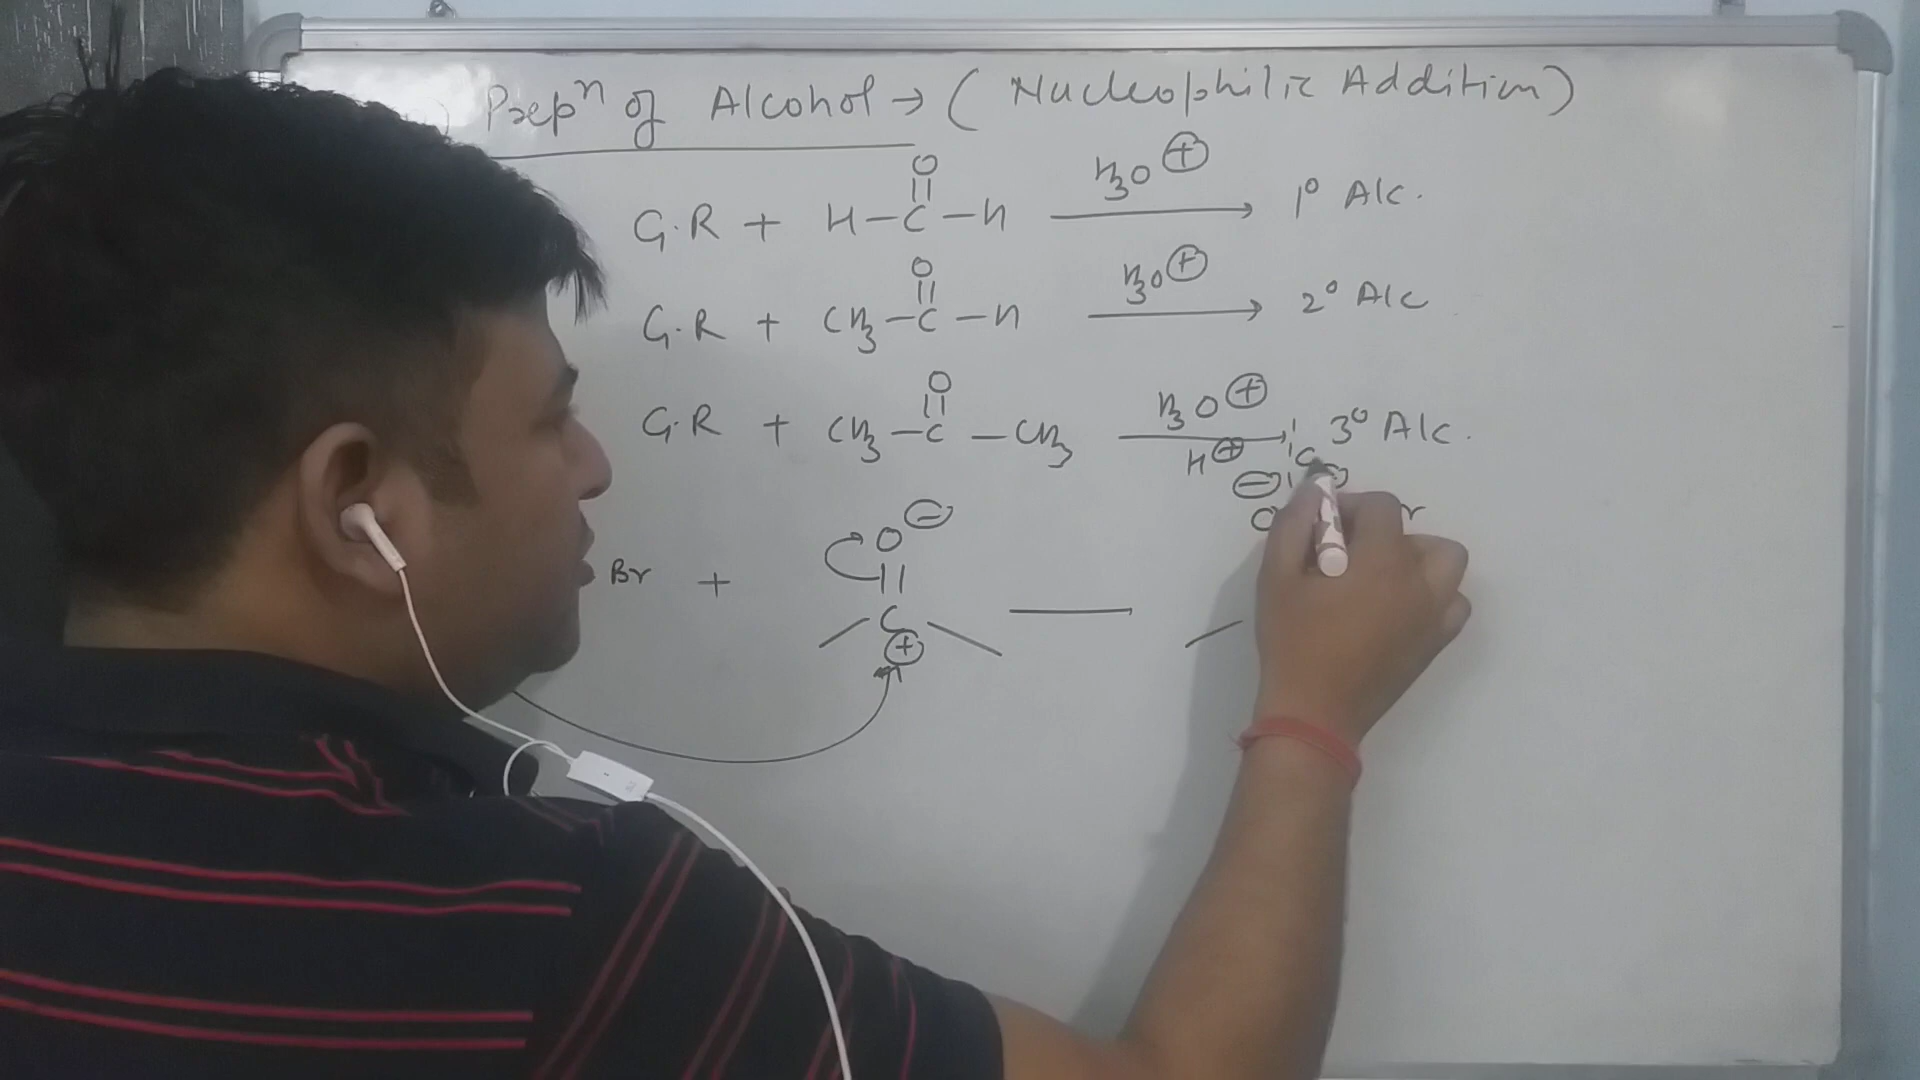 Prepⁿ of Alcohol → (Nucleophilic Addition)
O
G.R + H-C-H H3O⊕ → 1° Alc.
O
G.R + CH3-C-H H3O⊕ → 2° Alc
O
G.R + CH3-C-CH3 H3O⊕ → 3° Alc.
H⊕
⊖
O ⊖
Br + C
⊕